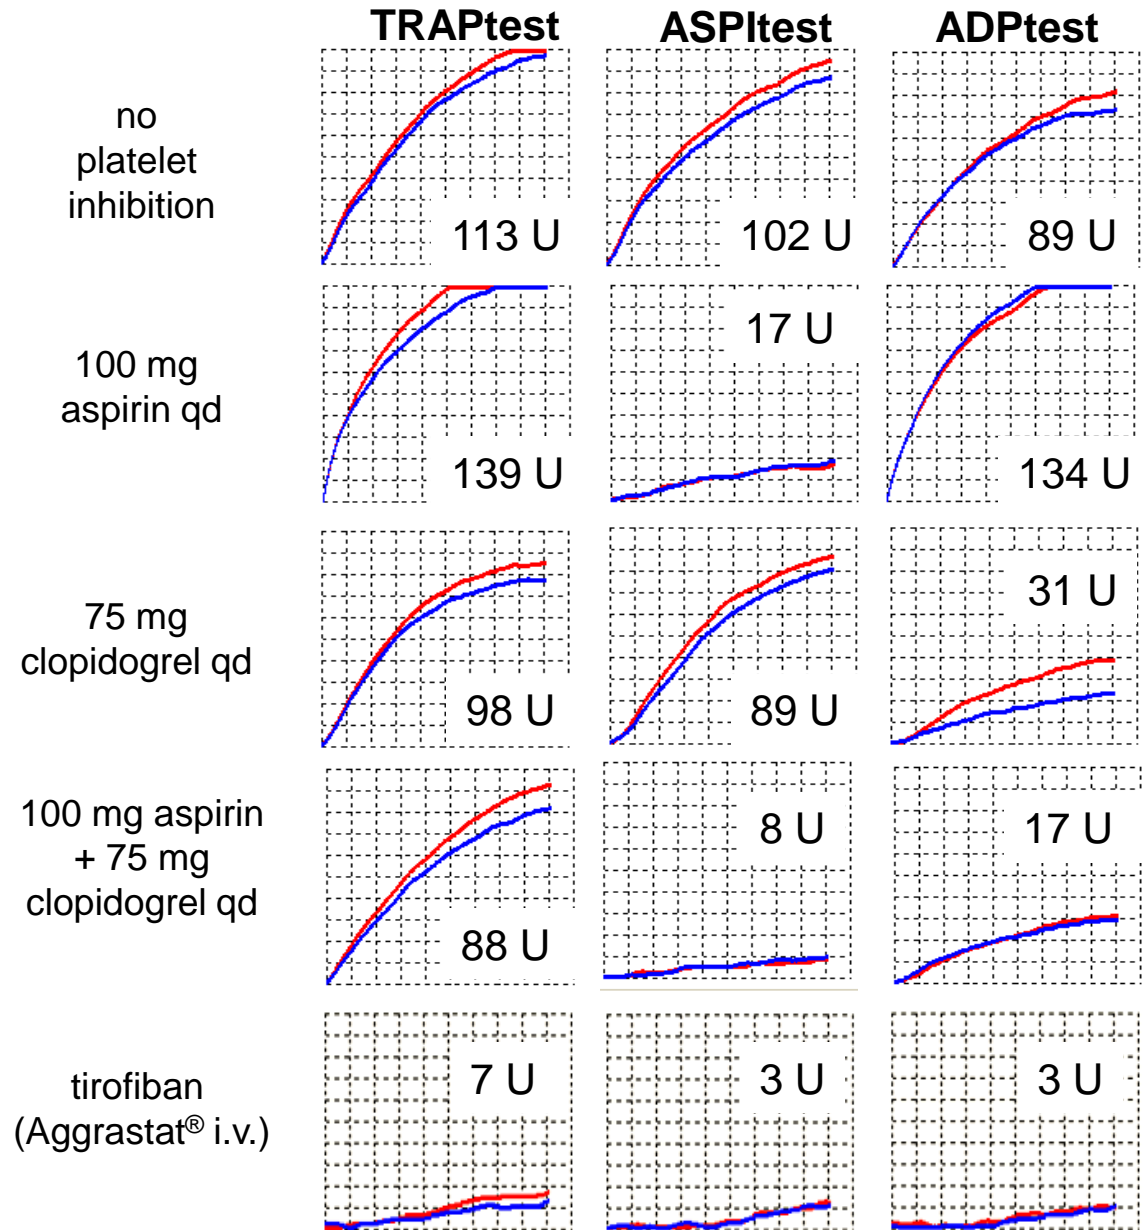 TRAPtest ASPItest ADPtest
no
platelet
inhibition
113 U 102 U 89 U
100 mg
aspirin qd
139 U 17 U 134 U
75 mg
clopidogrel qd
98 U 89 U 31 U
100 mg aspirin
+ 75 mg
clopidogrel qd
88 U 8 U 17 U
tirofiban
(Aggrastat® i.v.)
7 U 3 U 3 U